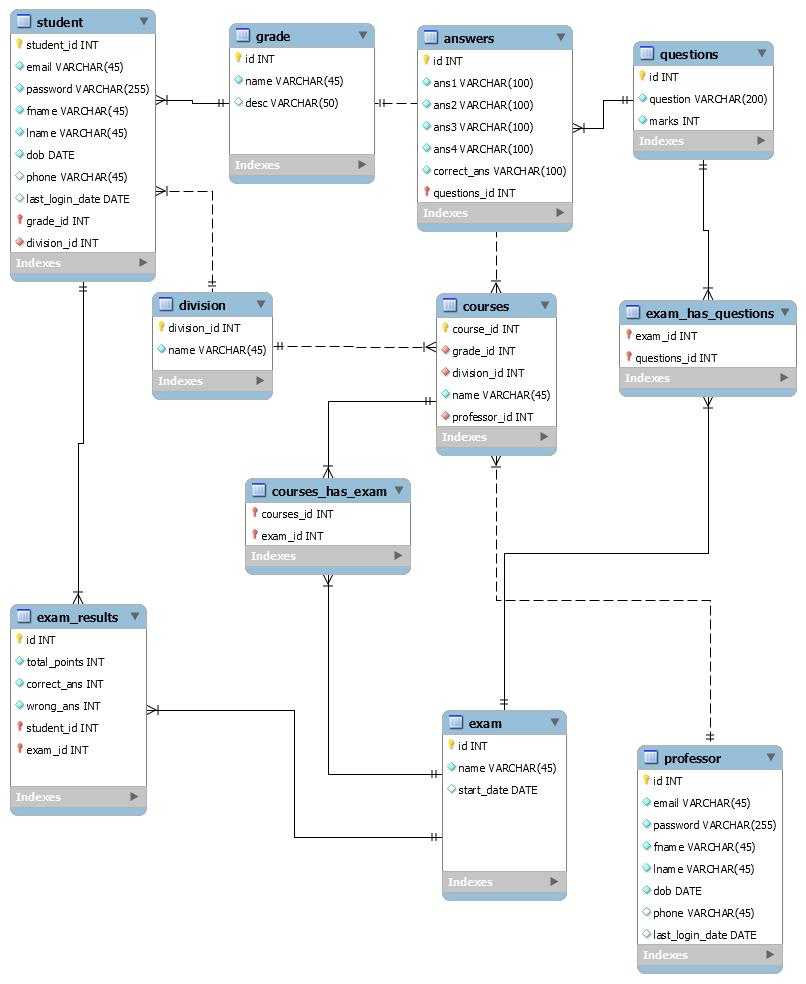 student
student_id INT
email VARCHAR(45)
password VARCHAR(255)
fname VARCHAR(45)
lname VARCHAR(45)
dob DATE
phone VARCHAR(45)
last_login_date DATE
grade_id INT
division_id INT
Indexes
grade
id INT
name VARCHAR(45)
desc VARCHAR(50)
Indexes
answers
id INT
ans1 VARCHAR(100)
ans2 VARCHAR(100)
ans3 VARCHAR(100)
ans4 VARCHAR(100)
correct_ans VARCHAR(100)
questions_id INT
Indexes
questions
id INT
question VARCHAR(200)
marks INT
Indexes
division
division_id INT
name VARCHAR(45)
Indexes
courses
course_id INT
grade_id INT
division_id INT
name VARCHAR(45)
professor_id INT
Indexes
exam_has_questions
exam_id INT
questions_id INT
Indexes
courses_has_exam
courses_id INT
exam_id INT
Indexes
exam_results
id INT
total_points INT
correct_ans INT
wrong_ans INT
student_id INT
exam_id INT
Indexes
exam
id INT
name VARCHAR(45)
start_date DATE
Indexes
professor
id INT
email VARCHAR(45)
password VARCHAR(255)
fname VARCHAR(45)
lname VARCHAR(45)
dob DATE
phone VARCHAR(45)
last_login_date DATE
Indexes